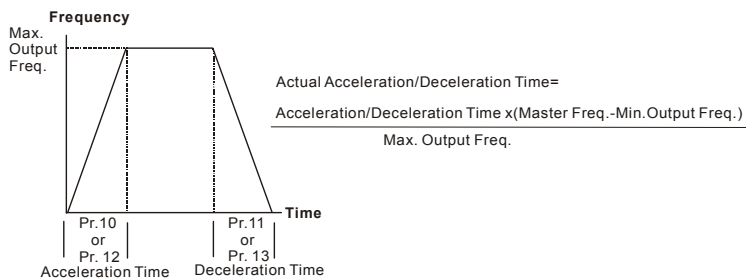 Frequency
Max.
Output
Freq.
Actual Acceleration/Deceleration Time=
Acceleration/Deceleration Time x(Master Freq.-Min.Output Freq.)
Max. Output Freq.
Time
Pr.10
or
Pr. 12
Acceleration Time
Pr.11
or
Pr. 13
Deceleration Time